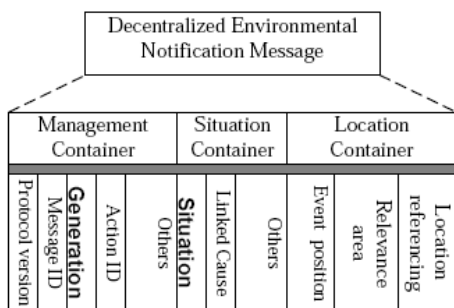 Decentralized Environmental
Notification Message
Management
Container
Situation
Container
Location
Container
Protocol version
Message ID
Generation
Action ID
Others
Situation
Linked Cause
Others
Event position
Relevance
area
Location
referencing